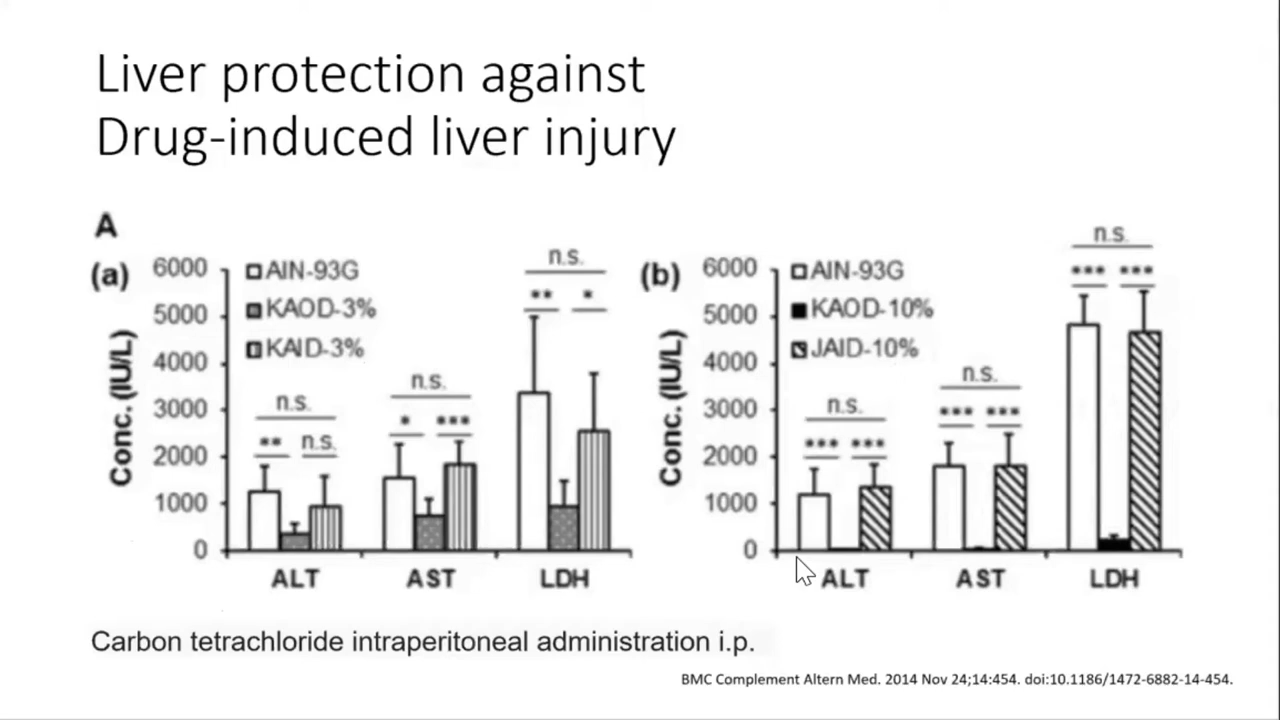 Liver protection against
Drug-induced liver injury
A
(a)
6000
5000
4000
3000
2000
1000
0
Conc. (IU/L)
AIN-93G
KAOD-3%
KAID-3%
n.s.
** n.s.
n.s.
* ***
n.s.
** *
ALT AST LDH
(b)
6000
5000
4000
3000
2000
1000
0
Conc. (IU/L)
AIN-93G
KAOD-10%
JAID-10%
n.s.
*** ***
n.s.
*** ***
n.s.
*** ***
ALT AST LDH
Carbon tetrachloride intraperitoneal administration i.p.
BMC Complement Altern Med. 2014 Nov 24;14:454. doi:10.1186/1472-6882-14-454.